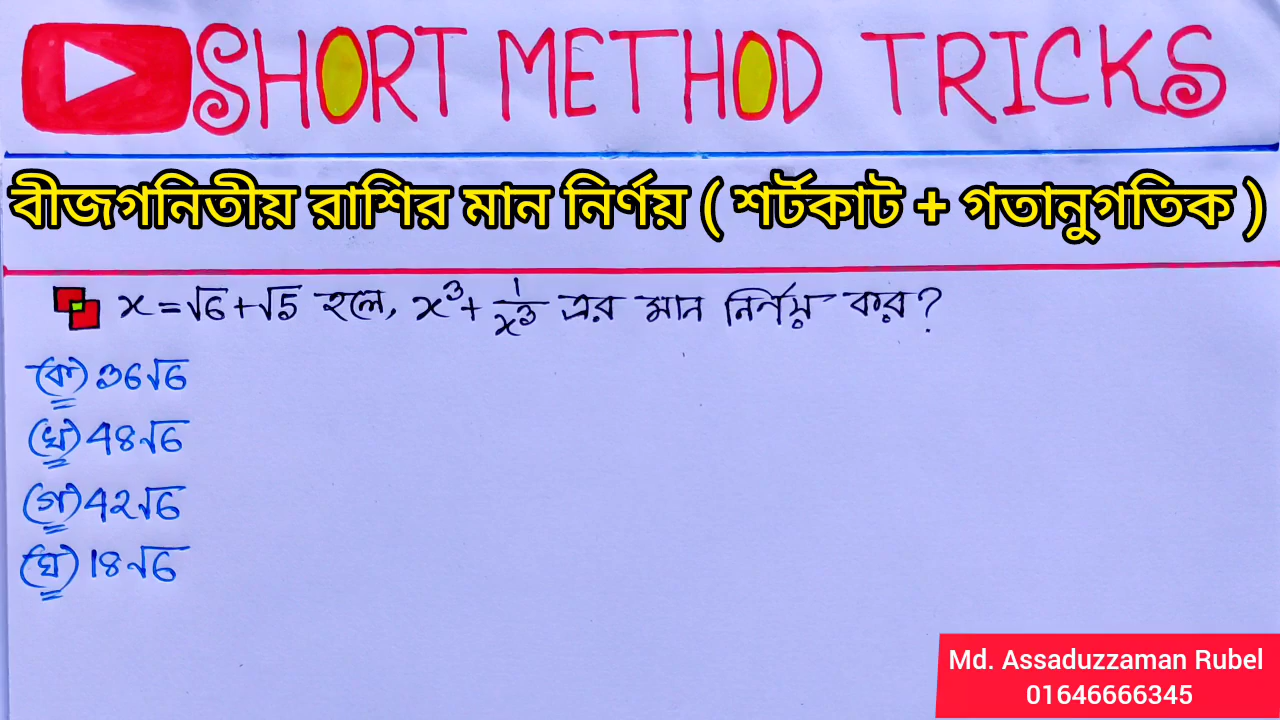 SHORT METHOD TRICKS
বীজগনিতীয় রাশির মান নির্ণয় ( শর্টকাট + গতানুগতিক )
x = √6 + √5 হলে, x³ + 1/x³ এর মান নির্ণয় কর?
(ক) 36√6
(খ) 48√6
(গ) 42√6
(ঘ) 18√6
Md. Assaduzzaman Rubel
01646666345